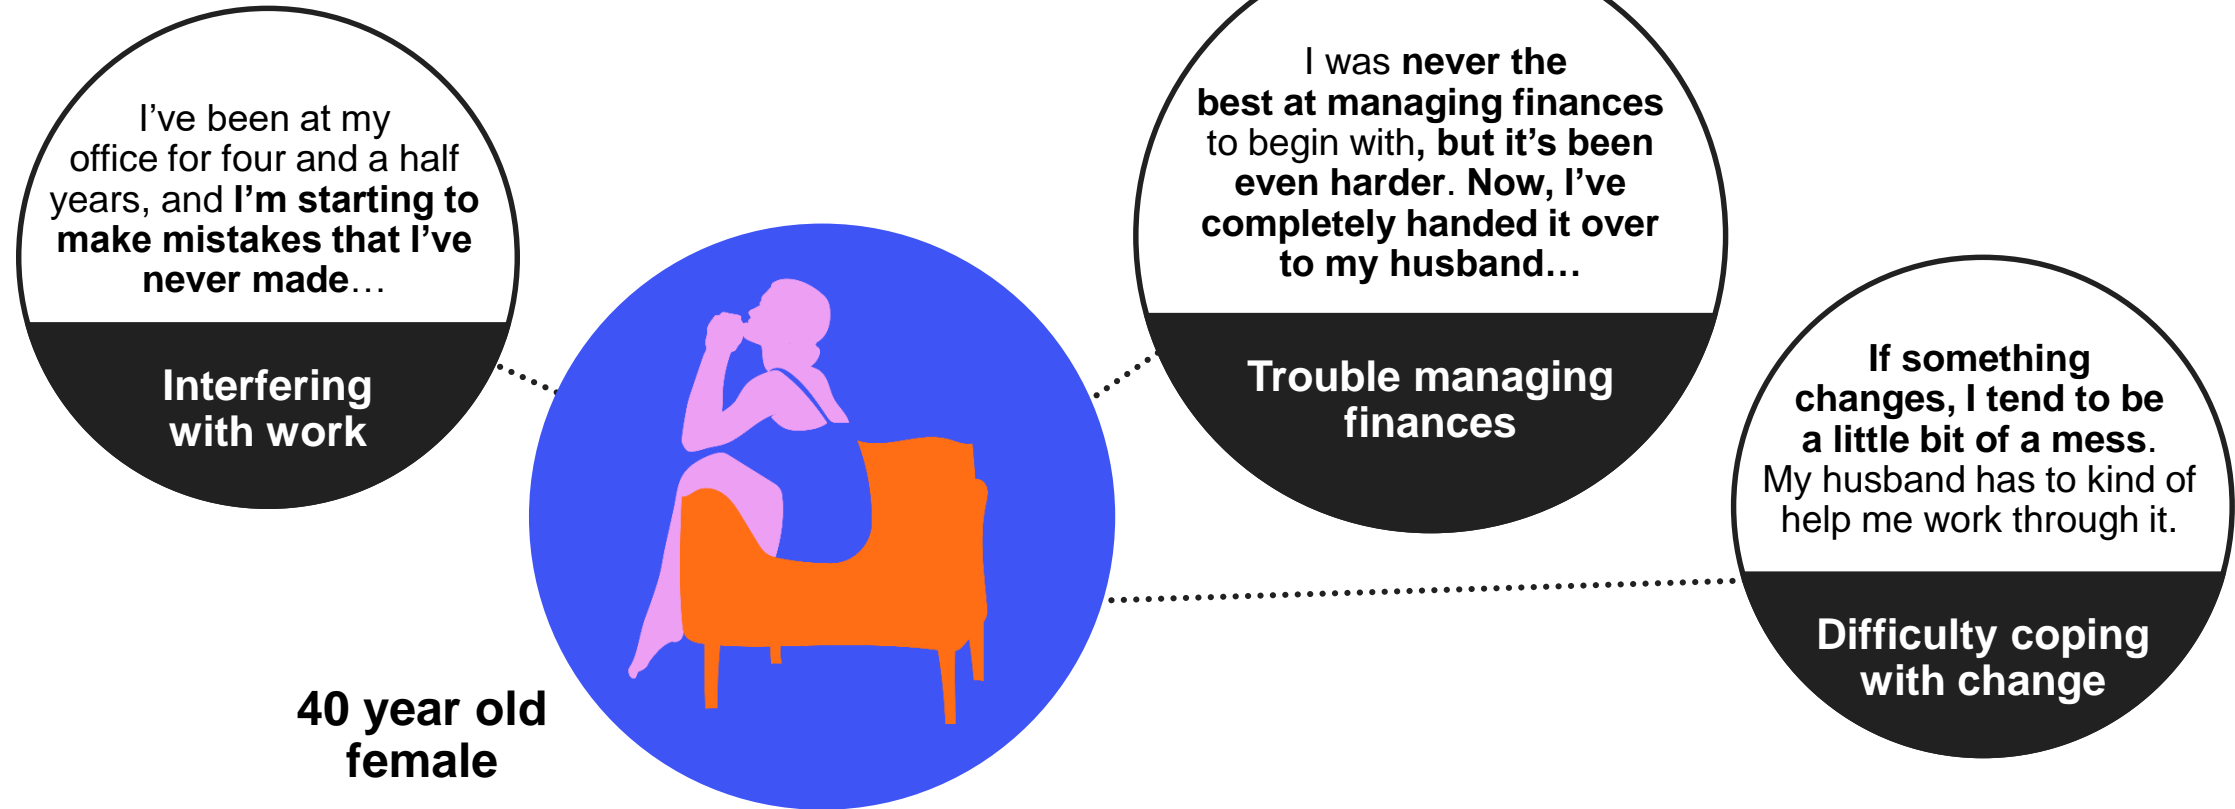 I’ve been at my
office for four and a half
years, and I’m starting to
make mistakes that I’ve
never made…
Interfering
with work
I was never the
best at managing finances
to begin with, but it’s been
even harder. Now, I’ve
completely handed it over
to my husband…
Trouble managing
finances
If something
changes, I tend to be
a little bit of a mess.
My husband has to kind of
help me work through it.
Difficulty coping
with change
40 year old
female